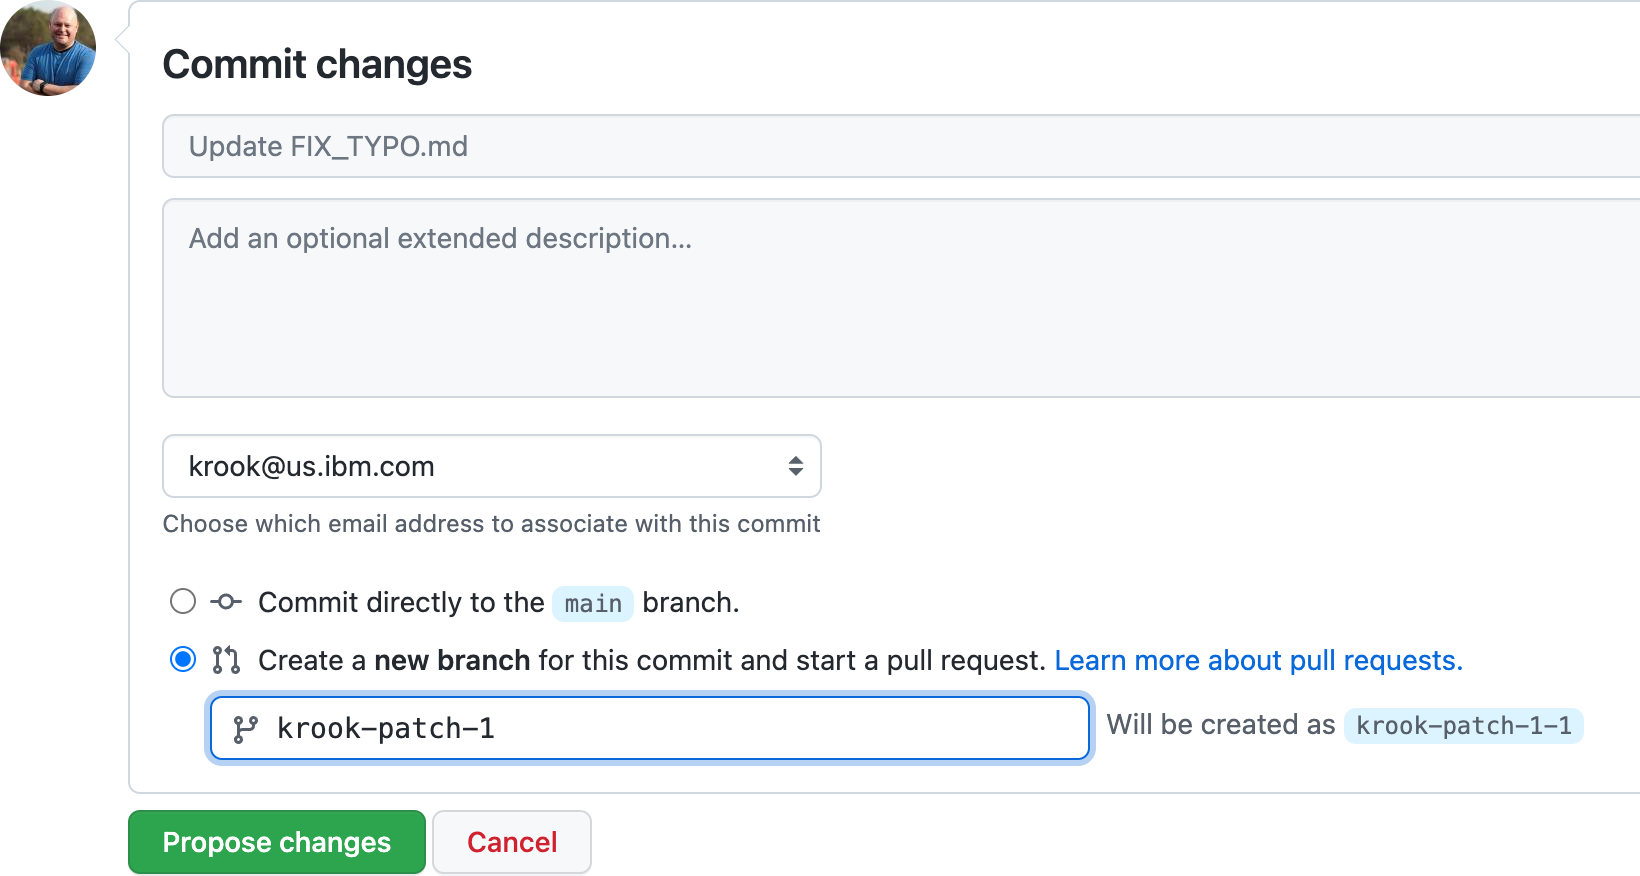 Commit changes
Update FIX_TYPO.md
Add an optional extended description...
krook@us.ibm.com
Choose which email address to associate with this commit
Commit directly to the main branch.
Create a new branch for this commit and start a pull request. Learn more about pull requests.
krook-patch-1 Will be created as krook-patch-1-1
Propose changes Cancel